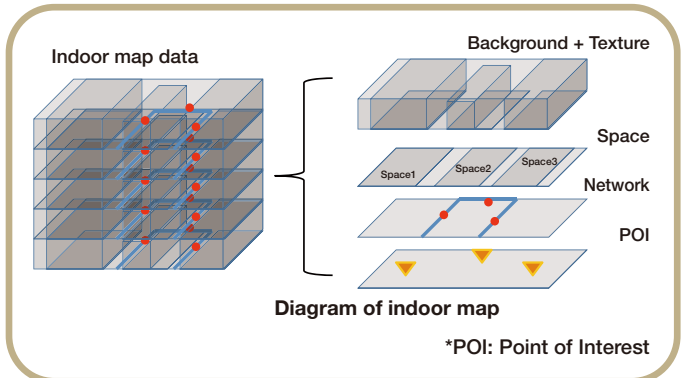 Indoor map data
Background + Texture
Space
Space1
Space2
Space3
Network
POI
Diagram of indoor map
*POI: Point of Interest